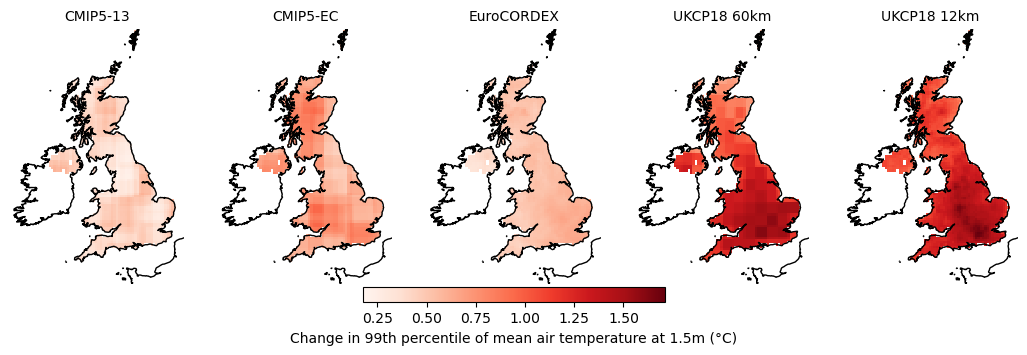 CMIP5-13
CMIP5-EC
EuroCORDEX
UKCP18 60km
UKCP18 12km
0.25 0.50 0.75 1.00 1.25 1.50
Change in 99th percentile of mean air temperature at 1.5m (°C)